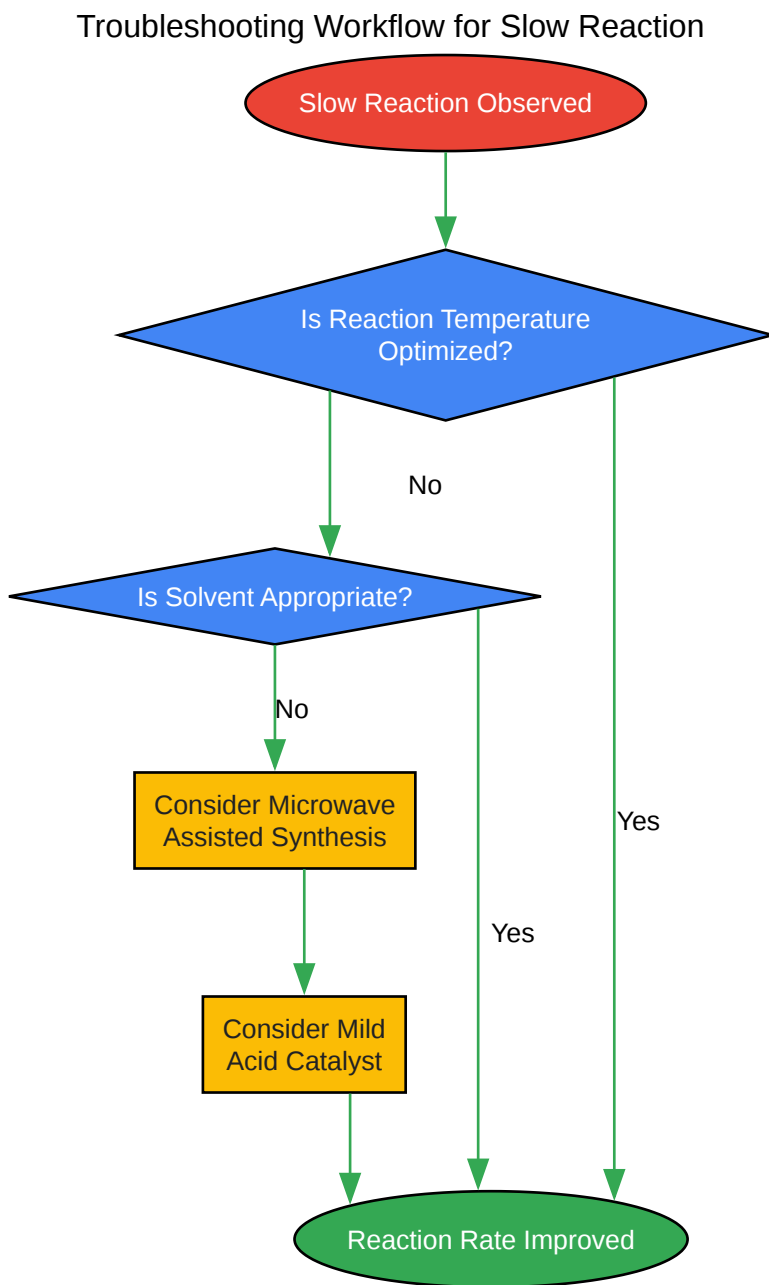 Troubleshooting Workflow for Slow Reaction
Slow Reaction Observed
Is Reaction Temperature
Optimized?
No
Is Solvent Appropriate?
No
Consider Microwave
Assisted Synthesis
Yes
Yes
Consider Mild
Acid Catalyst
Reaction Rate Improved